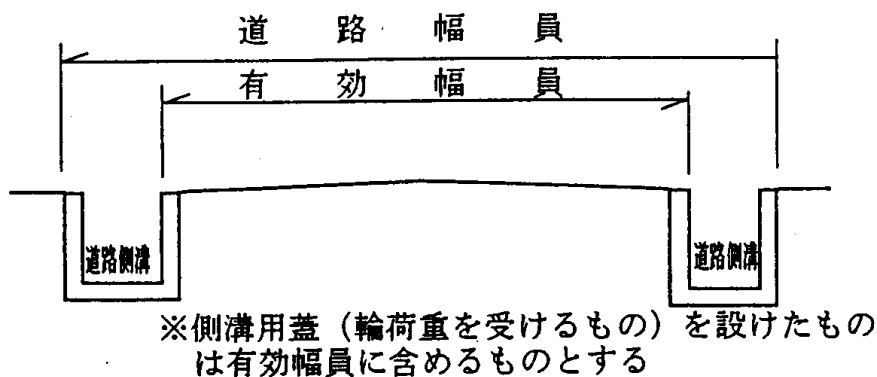 道路幅員
有効幅員
道路側溝
道路側溝
※側溝用蓋（輪荷重を受けるもの）を設けたもの
は有効幅員に含めるものとする